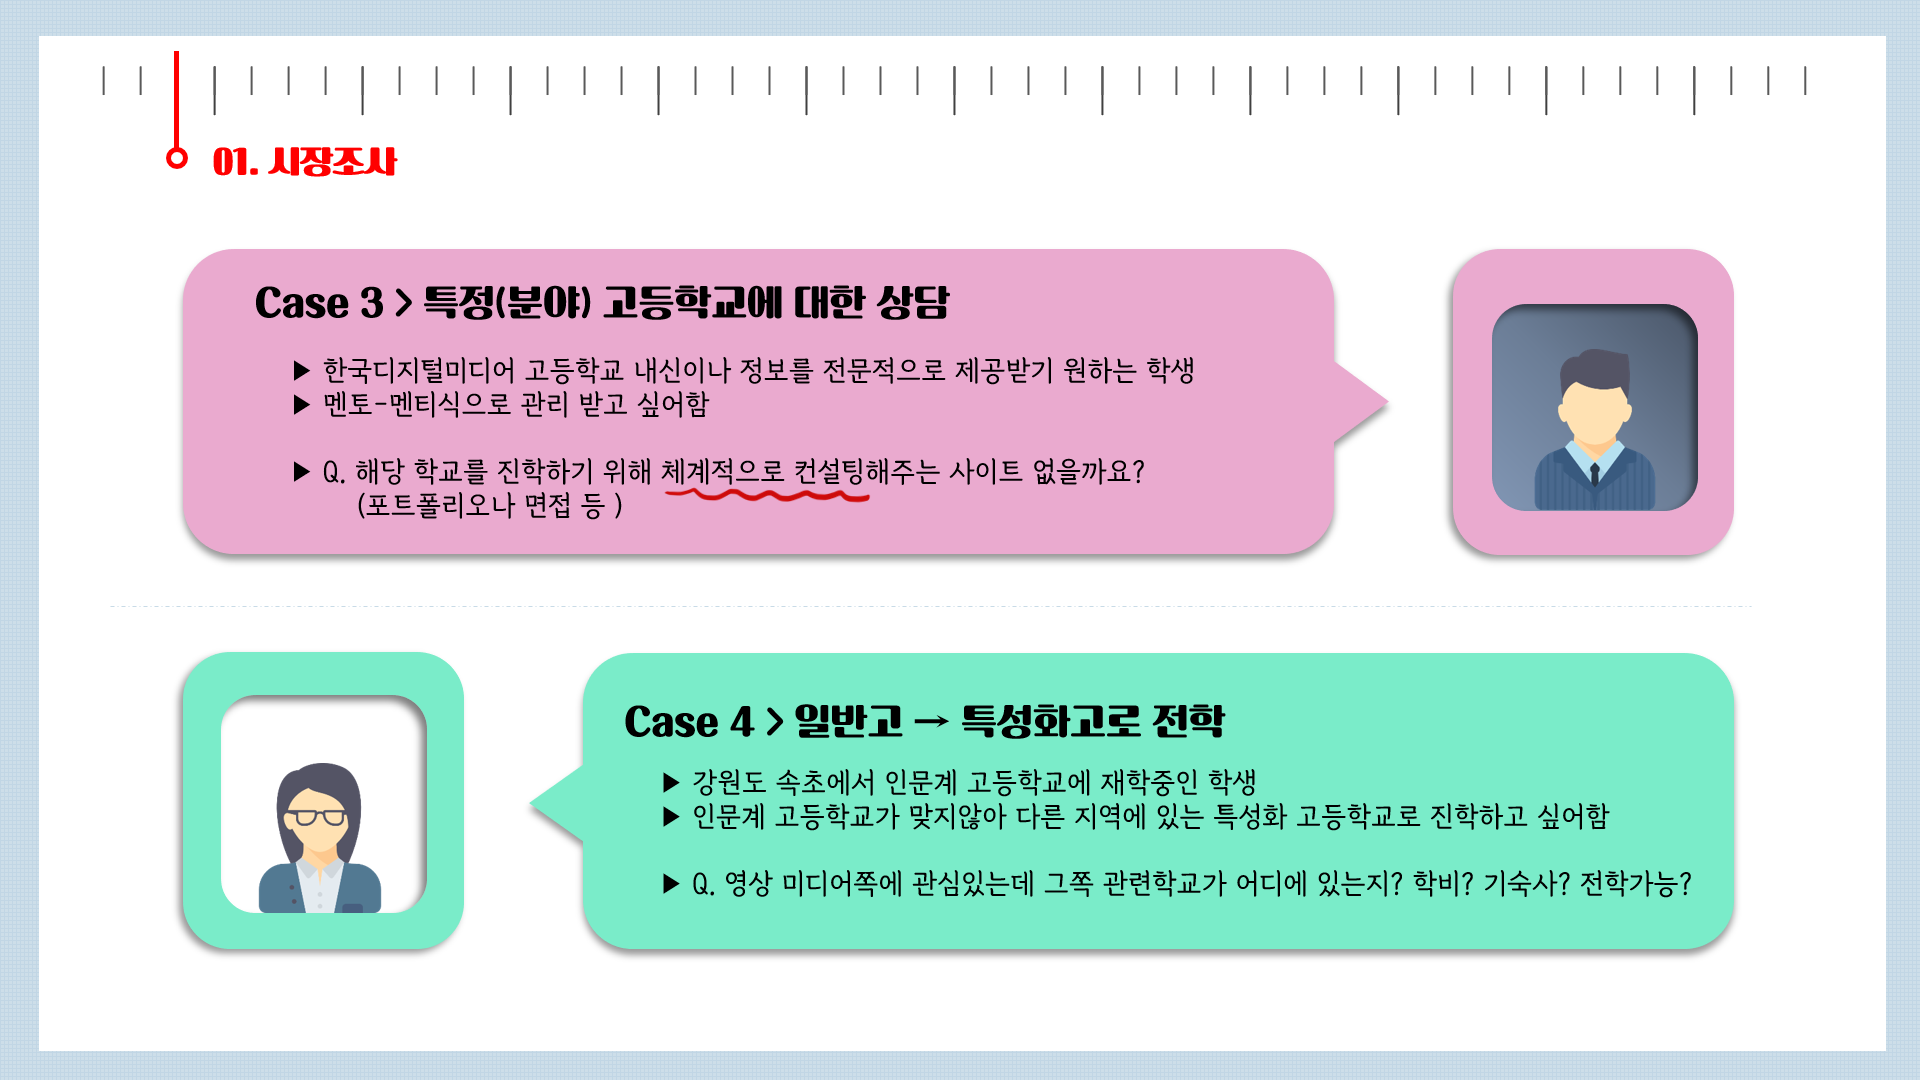 01. 시장조사
Case 3 > 특정(분야) 고등학교에 대한 상담
▶ 한국디지털미디어 고등학교 내신이나 정보를 전문적으로 제공받기 원하는 학생
▶ 멘토-멘티식으로 관리 받고 싶어함
▶ Q. 해당 학교를 진학하기 위해 체계적으로 컨설팅해주는 사이트 없을까요?
(포트폴리오나 면접 등 )
Case 4 > 일반고 → 특성화고로 전학
▶ 강원도 속초에서 인문계 고등학교에 재학중인 학생
▶ 인문계 고등학교가 맞지않아 다른 지역에 있는 특성화 고등학교로 진학하고 싶어함
▶ Q. 영상 미디어쪽에 관심있는데 그쪽 관련학교가 어디에 있는지? 학비? 기숙사? 전학가능?